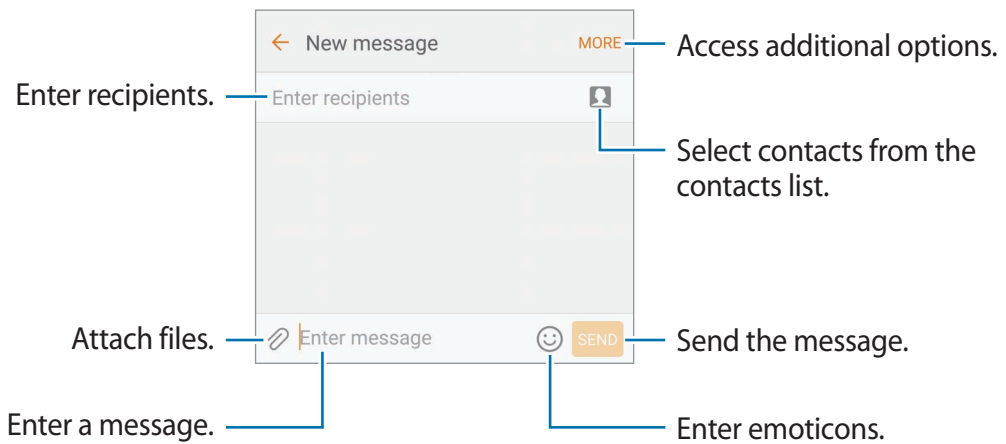 New message
MORE
Access additional options.
Enter recipients.
Enter recipients
Select contacts from the
contacts list.
Attach files.
Enter message
SEND
Send the message.
Enter a message.
Enter emoticons.